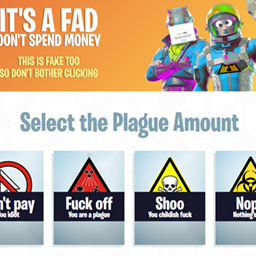 IT'S A FAD
DON'T SPEND MONEY
THIS IS FAKE TOO
SO DON'T BOTHER CLICKING
Select the Plague Amount
n't pay
you idiot
Fuck off
You are a plague
Shoo
You childish fuck
Nop
Nothing's